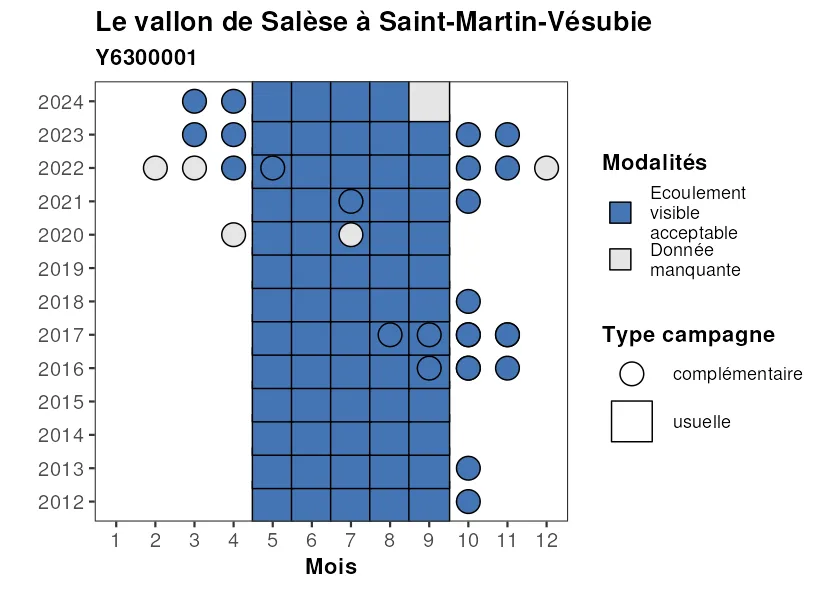 Le vallon de Salèse à Saint-Martin-Vésubie
Y6300001
2024
2023
2022
2021
2020
2019
2018
2017
2016
2015
2014
2013
2012
1 2 3 4 5 6 7 8 9 10 11 12
Mois
Modalités
Ecoulement
visible
acceptable
Donnée
manquante
Type campagne
complémentaire
usuelle